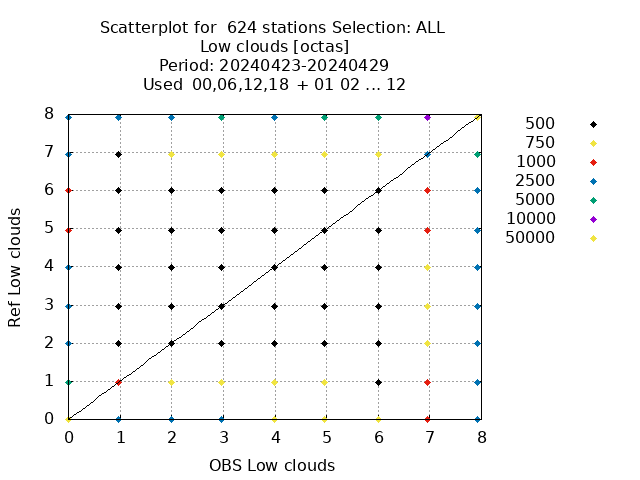 Scatterplot for  624 stations Selection: ALL
Low clouds [octas]
Period: 20240423-20240429
Used  00,06,12,18  + 01 02 ... 12
Ref Low clouds
8
7
6
5
4
3
2
1
0
0 1 2 3 4 5 6 7 8
OBS Low clouds
500
750
1000
2500
5000
10000
50000